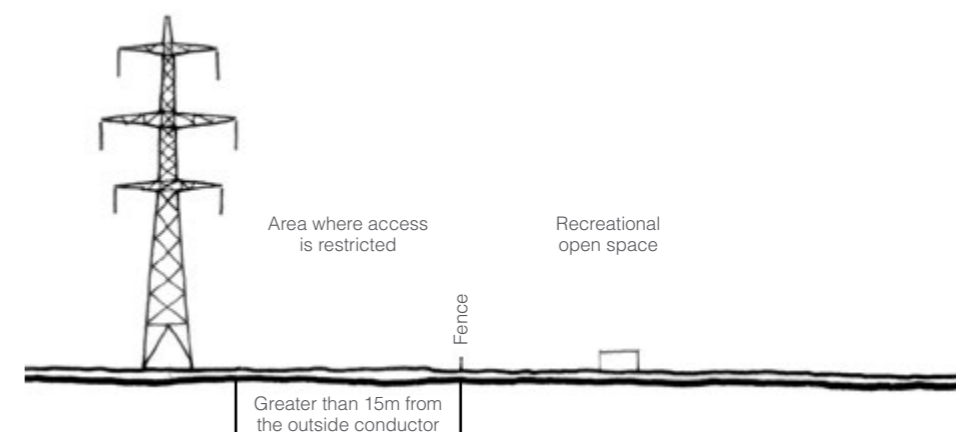 Area where access
is restricted
Recreational
open space
Fence
Greater than 15m from
the outside conductor